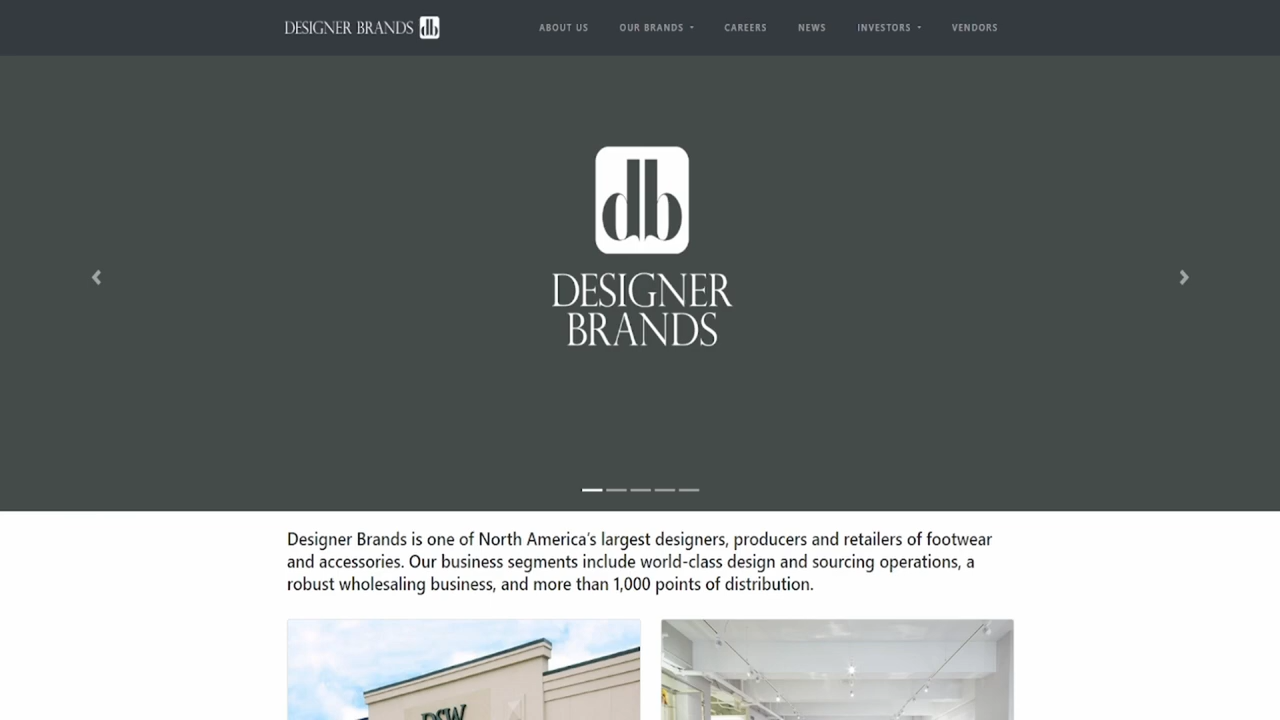 DESIGNER BRANDS db
ABOUT US OUR BRANDS CAREERS NEWS INVESTORS VENDORS
db
DESIGNER
BRANDS
Designer Brands is one of North America's largest designers, producers and retailers of footwear
and accessories. Our business segments include world-class design and sourcing operations, a
robust wholesaling business, and more than 1,000 points of distribution.
DSW